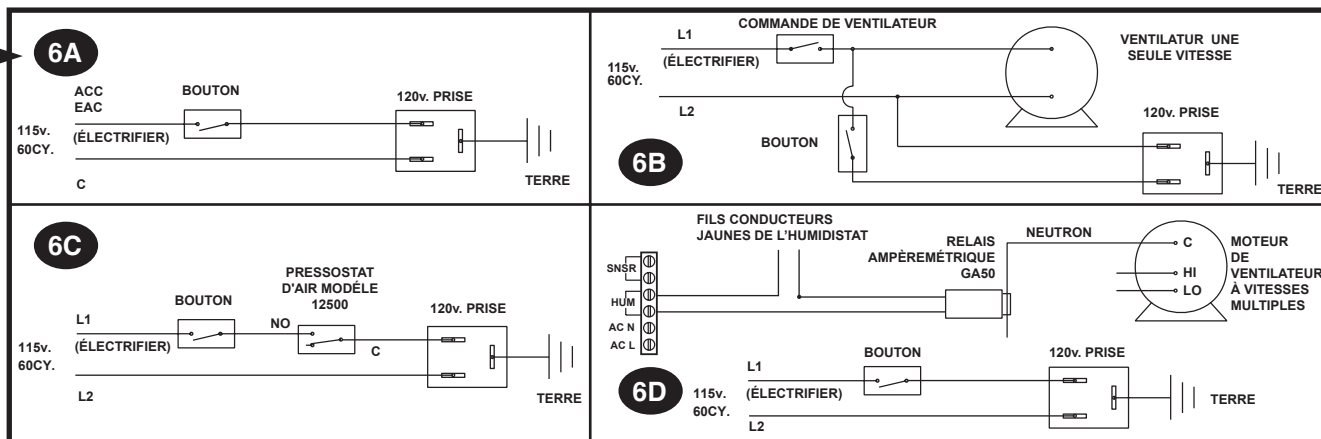 6A
ACC
EAC
BOUTON
120v. PRISE
115v.
60CY.
(ÉLECTRIFIER)
C
TERRE
COMMANDE DE VENTILATEUR
L1
(ÉLECTRIFIER)
115v.
60CY.
L2
VENTILATUR UNE
SEULE VITESSE
BOUTON
120v. PRISE
6B
TERRE
6C
PRESSOSTAT
D'AIR MODÉLE
12500
BOUTON
120v. PRISE
L1
NO
(ÉLECTRIFIER)
C
115v.
60CY.
L2
TERRE
FILS CONDUCTEURS
JAUNES DE L'HUMIDISTAT
SNSR
HUM
AC N
AC L
RELAIS
AMPÈREMÉTRIQUE
GA50
NEUTRON
C
HI
LO
MOTEUR
DE
VENTILATEUR
À VITESSES
MULTIPLES
6D
BOUTON
120v. PRISE
L1
115v.
60CY.
(ÉLECTRIFIER)
L2
TERRE